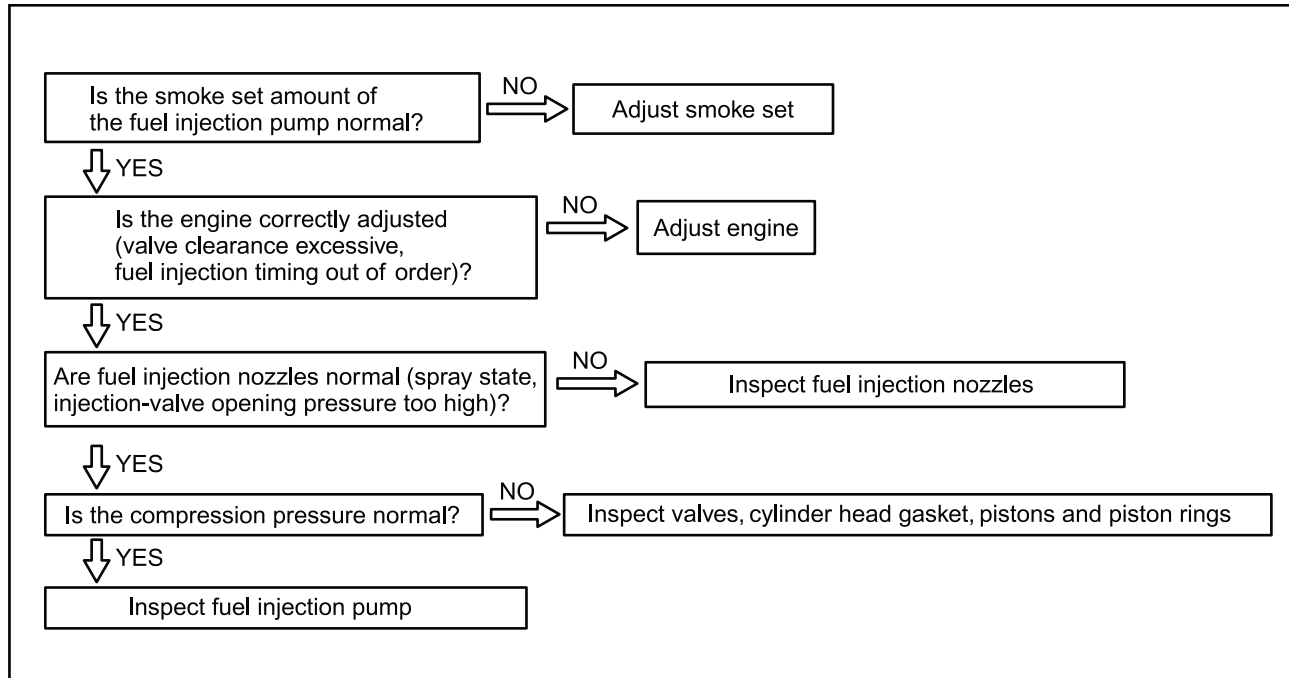 Is the smoke set amount of
the fuel injection pump normal?
NO
Adjust smoke set
YES
Is the engine correctly adjusted
(valve clearance excessive,
fuel injection timing out of order)?
NO
Adjust engine
YES
Are fuel injection nozzles normal (spray state,
injection-valve opening pressure too high)?
NO
Inspect fuel injection nozzles
YES
Is the compression pressure normal?
NO
Inspect valves, cylinder head gasket, pistons and piston rings
YES
Inspect fuel injection pump